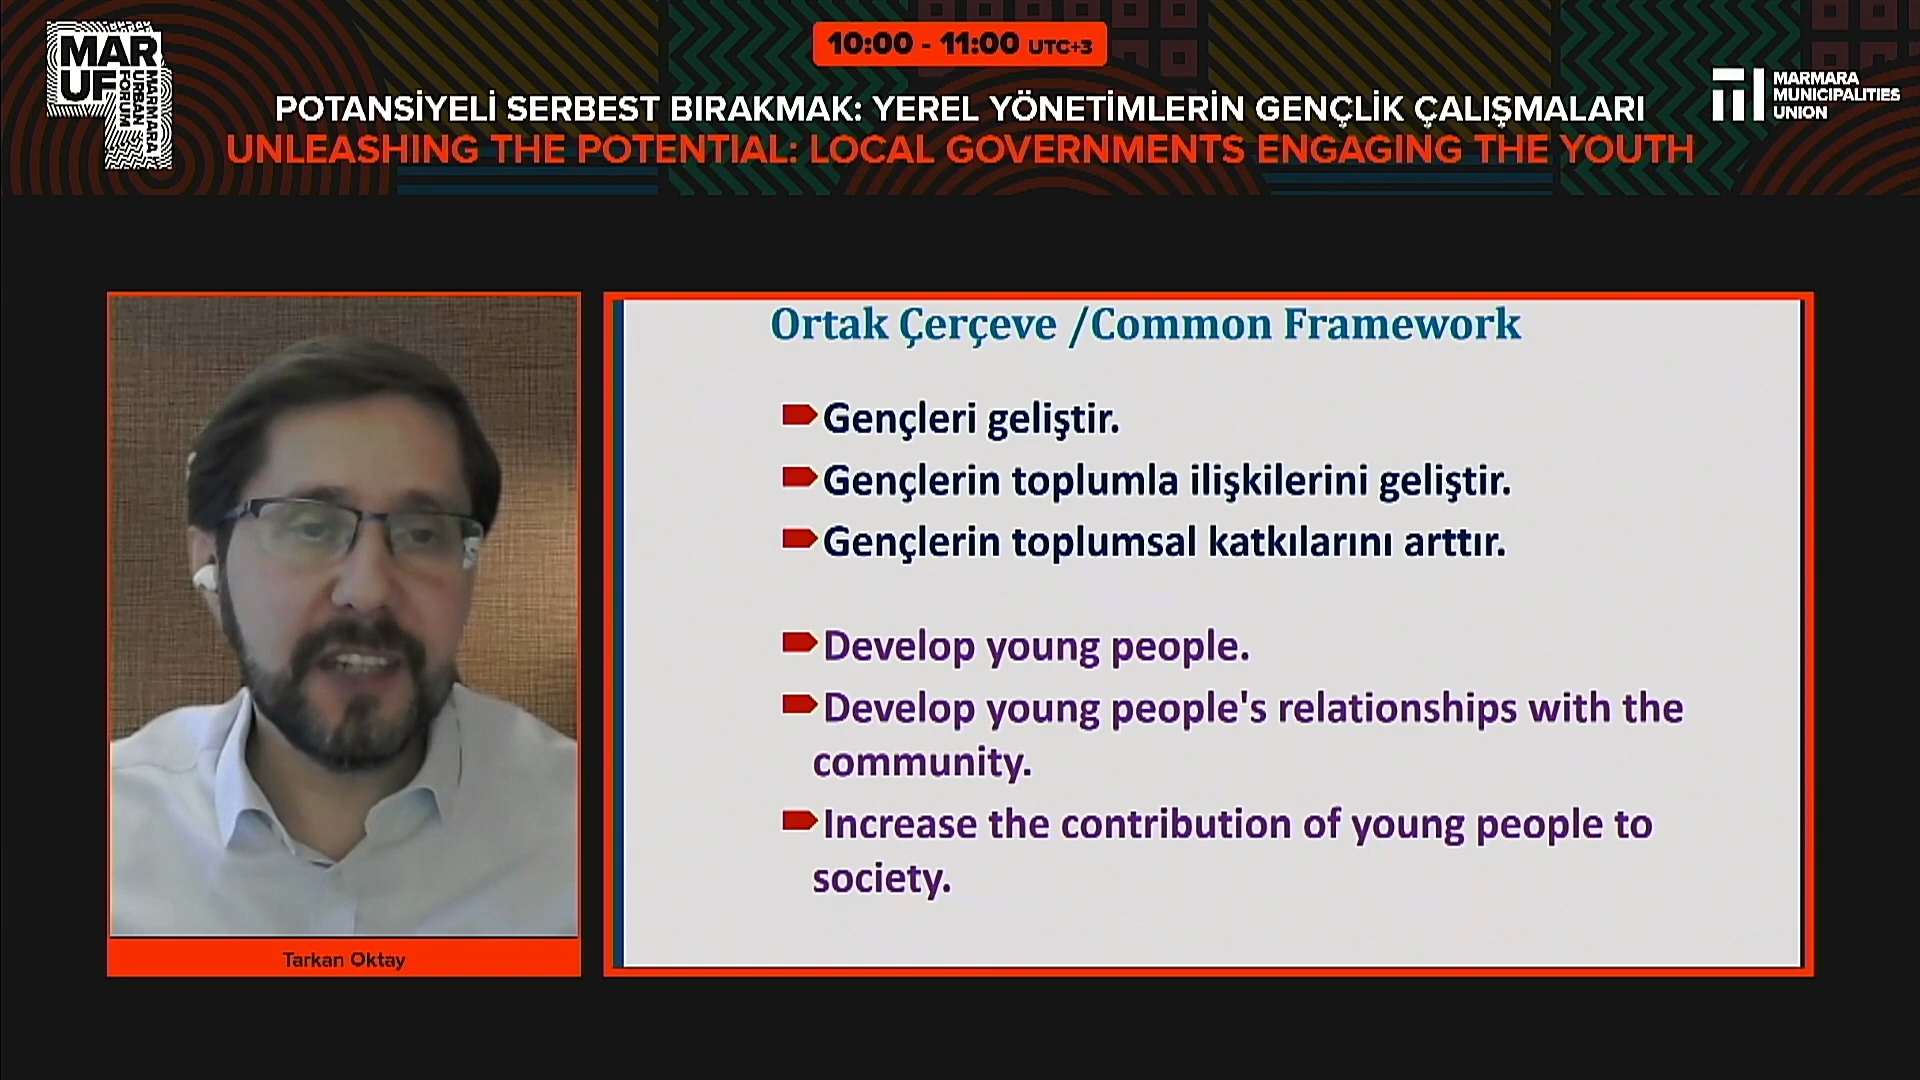 MAR
UF
MARMARA
URBAN
FORUM
10:00 - 11:00 UTC+3
POTANSİYELİ SERBEST BIRAKMAK: YEREL YÖNETİMLERİN GENÇLİK ÇALIŞMALARI
UNLEASHING THE POTENTIAL: LOCAL GOVERNMENTS ENGAGING THE YOUTH
MARMARA
MUNICIPALITIES
UNION
Ortak Çerçeve /Common Framework
Gençleri geliştir.
Gençlerin toplumla ilişkilerini geliştir.
Gençlerin toplumsal katkılarını arttır.
Develop young people.
Develop young people's relationships with the
community.
Increase the contribution of young people to
society.
Tarkan Oktay